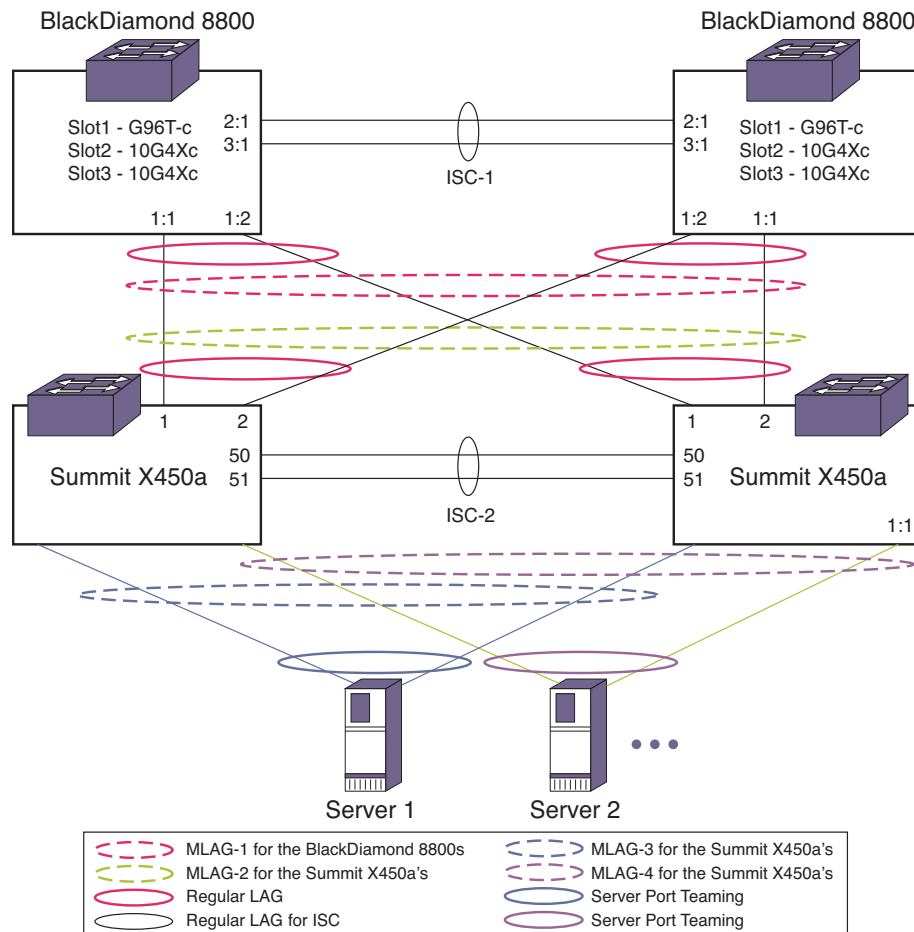 BlackDiamond 8800
BlackDiamond 8800
Slot1 - G96T-c
Slot2 - 10G4Xc
Slot3 - 10G4Xc
2:1
3:1
1:1
1:2
ISC-1
2:1
3:1
Slot1 - G96T-c
Slot2 - 10G4Xc
Slot3 - 10G4Xc
1:2
1:1
1
2
Summit X450a
50
51
ISC-2
1
2
50
51
Summit X450a
1:1
Server 1
Server 2
MLAG-1 for the BlackDiamond 8800s
MLAG-2 for the Summit X450a's
Regular LAG
Regular LAG for ISC
MLAG-3 for the Summit X450a's
MLAG-4 for the Summit X450a's
Server Port Teaming
Server Port Teaming